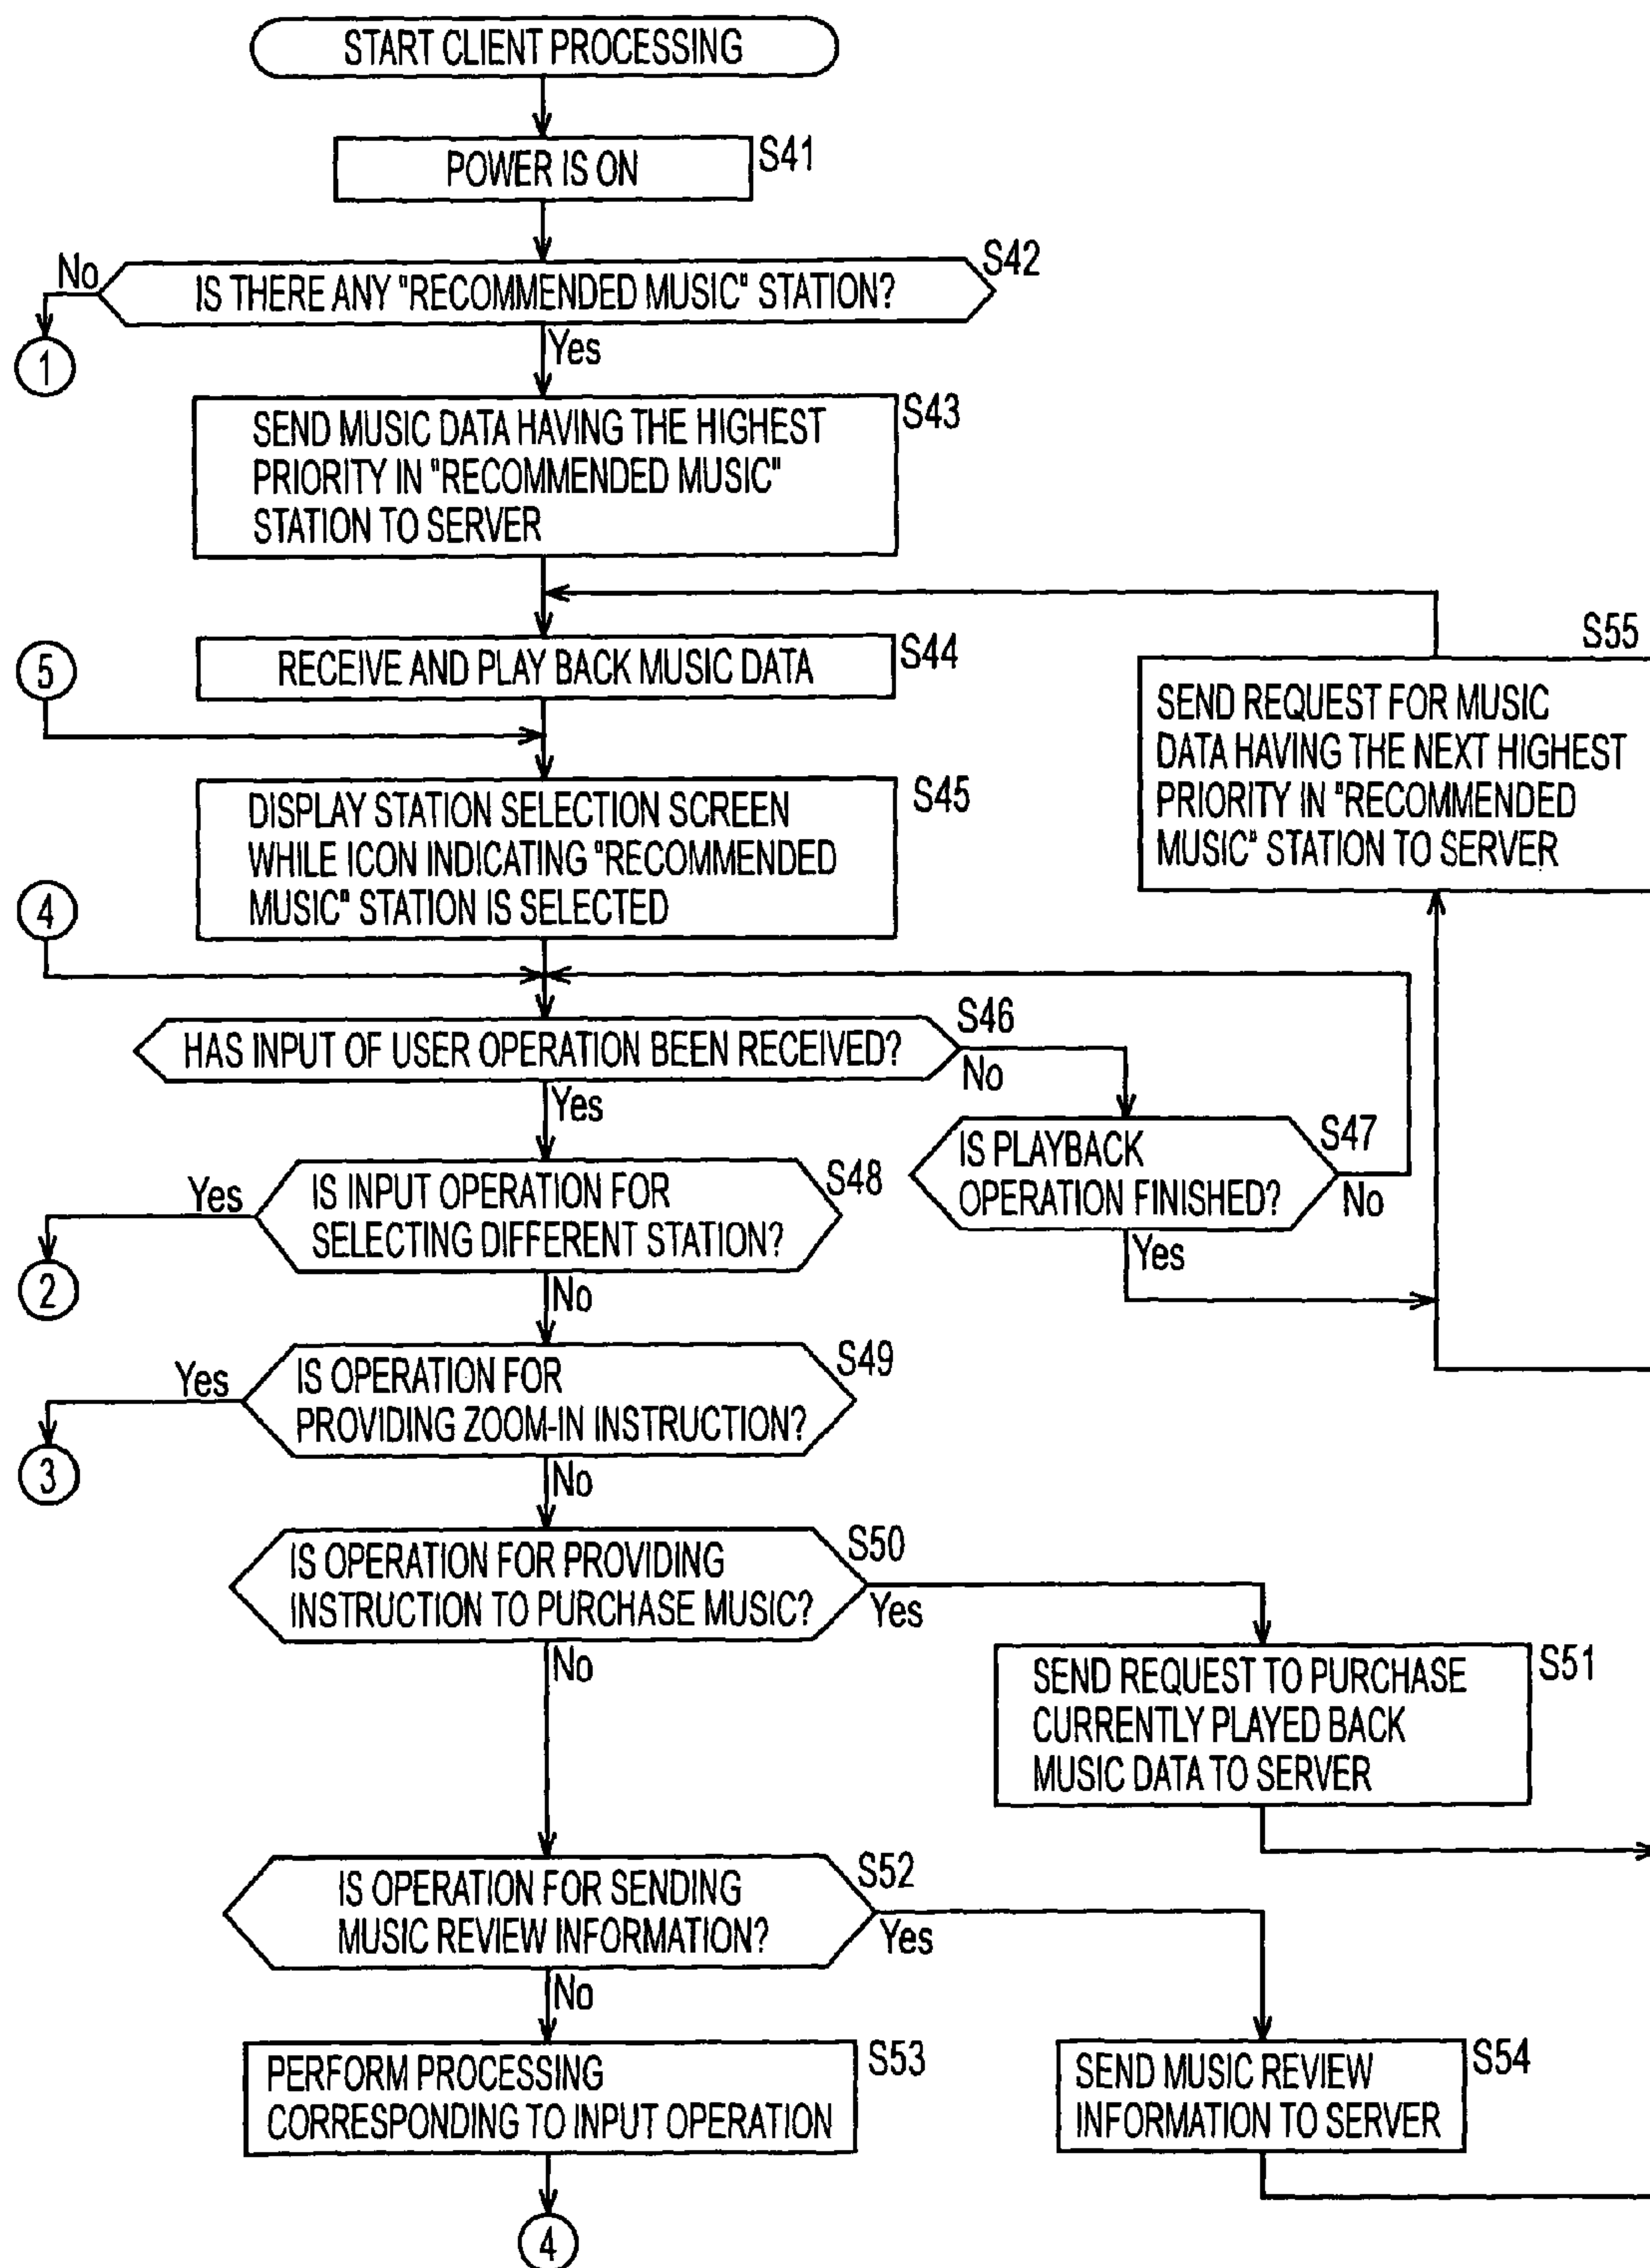 START CLIENT PROCESSING
POWER IS ON
S41
IS THERE ANY "RECOMMENDED MUSIC" STATION?
S42
No
1
Yes
SEND MUSIC DATA HAVING THE HIGHEST
PRIORITY IN "RECOMMENDED MUSIC"
STATION TO SERVER
S43
RECEIVE AND PLAY BACK MUSIC DATA
S44
5
S55
SEND REQUEST FOR MUSIC
DATA HAVING THE NEXT HIGHEST
PRIORITY IN "RECOMMENDED
MUSIC" STATION TO SERVER
DISPLAY STATION SELECTION SCREEN
WHILE ICON INDICATING "RECOMMENDED
MUSIC" STATION IS SELECTED
S45
4
HAS INPUT OF USER OPERATION BEEN RECEIVED?
S46
No
Yes
IS PLAYBACK
OPERATION FINISHED?
S47
No
Yes
IS INPUT OPERATION FOR
SELECTING DIFFERENT STATION?
S48
Yes
2
No
IS OPERATION FOR
PROVIDING ZOOM-IN INSTRUCTION?
S49
Yes
3
No
IS OPERATION FOR PROVIDING
INSTRUCTION TO PURCHASE MUSIC?
S50
Yes
No
SEND REQUEST TO PURCHASE
CURRENTLY PLAYED BACK
MUSIC DATA TO SERVER
S51
IS OPERATION FOR SENDING
MUSIC REVIEW INFORMATION?
S52
Yes
No
PERFORM PROCESSING
CORRESPONDING TO INPUT OPERATION
S53
SEND MUSIC REVIEW
INFORMATION TO SERVER
S54
4